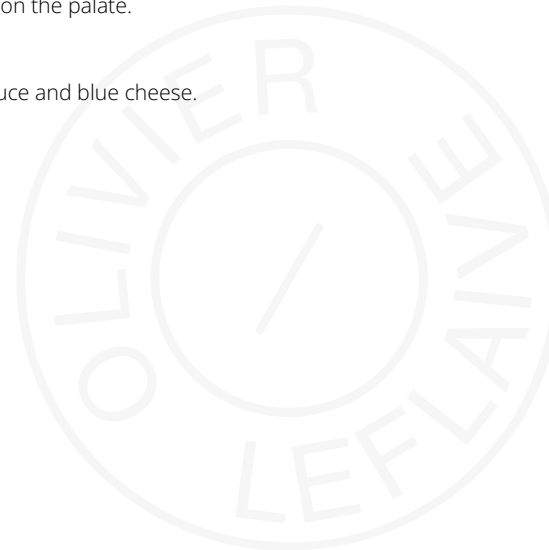 on the palate.
uce and blue cheese.
OLIVIER LEFLAIVE